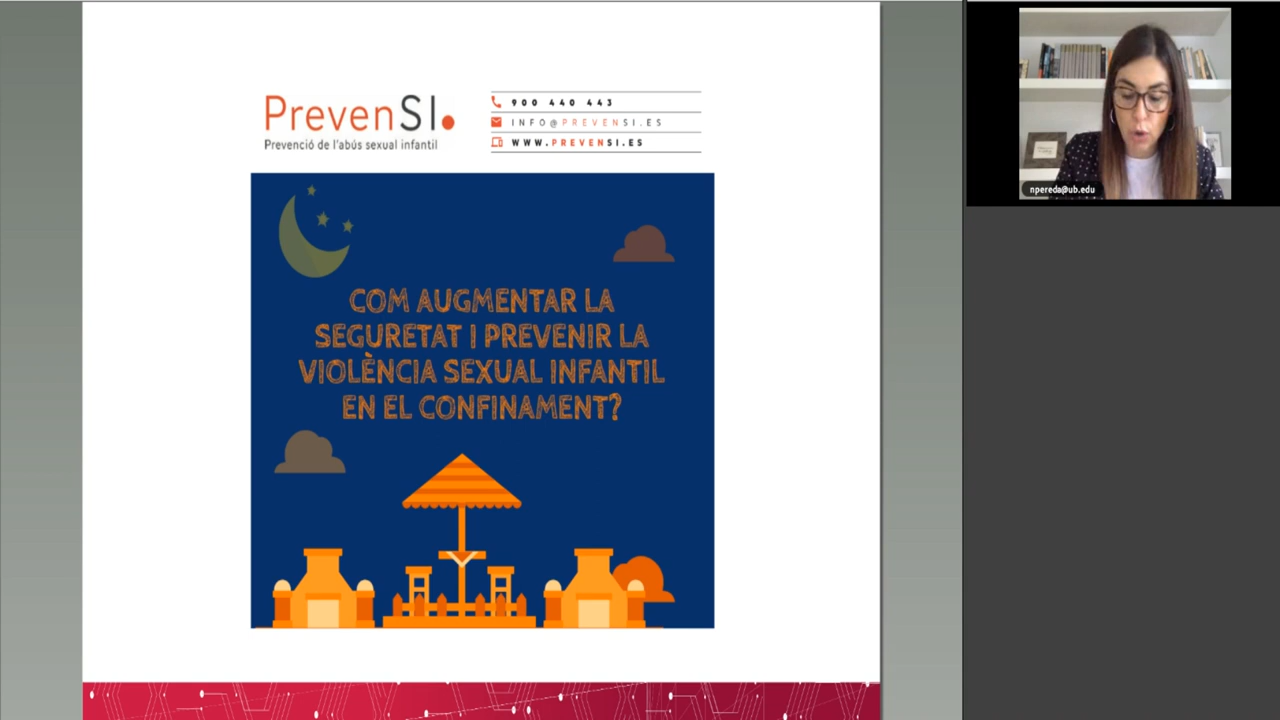 PrevenSI.
Prevenció de l'abús sexual infantil
900 440 443
INFO@PREVENSI.ES
WWW.PREVENSI.ES
COM AUGMENTAR LA
SEGURETAT I PREVENIR LA
VIOLÈNCIA SEXUAL INFANTIL
EN EL CONFINAMENT?
npereda@ub.edu